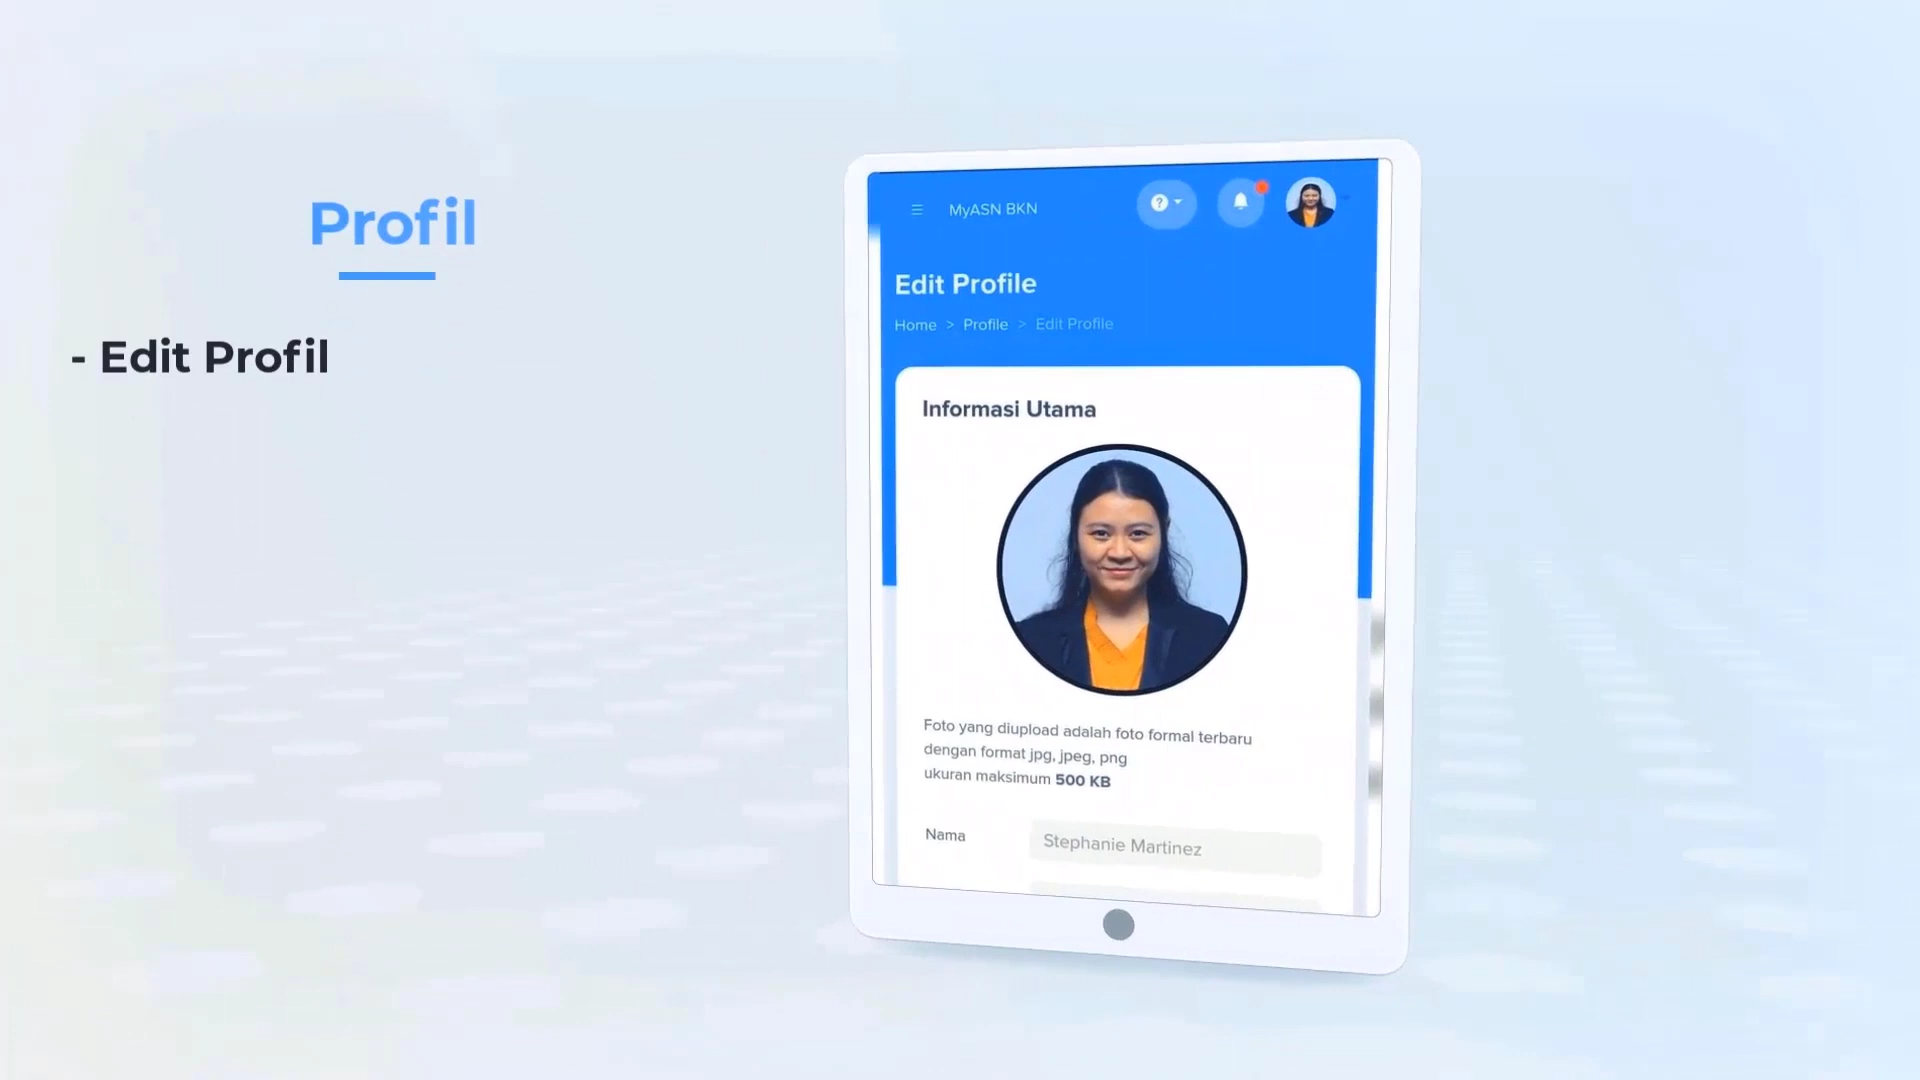 Profil
- Edit Profil
MyASN BKN
Edit Profile
Home > Profile > Edit Profile
Informasi Utama
Foto yang diupload adalah foto formal terbaru
dengan format jpg, jpeg, png
ukuran maksimum 500 KB
Nama
Stephanie Martinez